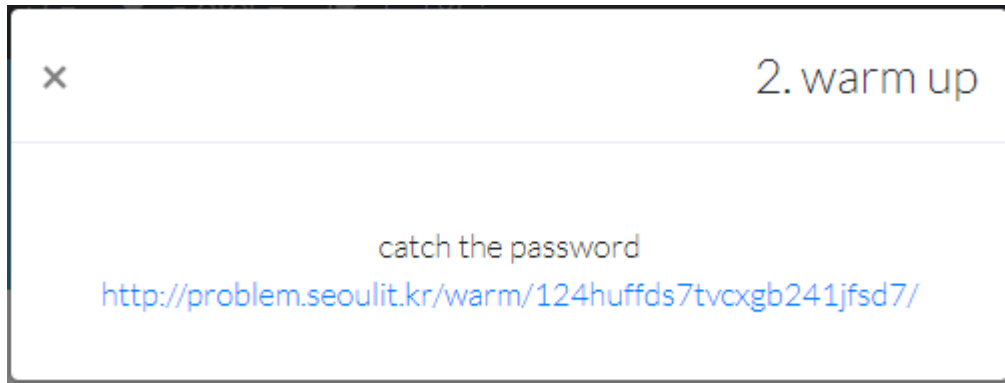 2. warm up
catch the password
http://problem.seoulit.kr/warm/124huffds7tvcxgb241jfsd7/